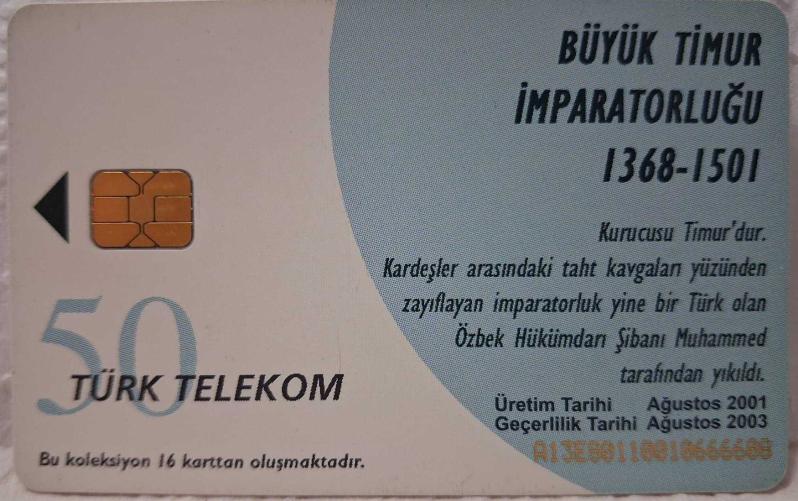 BÜYÜK TİMUR
İMPARATORLUĞU
1368-1501
Kurucusu Timur'dur.
Kardeşler arasındaki taht kavgaları yüzünden
zayıflayan imparatorluk yine bir Türk olan
Özbek Hükümdarı Şibanı Muhammed
tarafından yıkıldı.
Üretim Tarihi Ağustos 2001
Geçerlilik Tarihi Ağustos 2003
50
TÜRK TELEKOM
Bu koleksiyon 16 karttan oluşmaktadır.